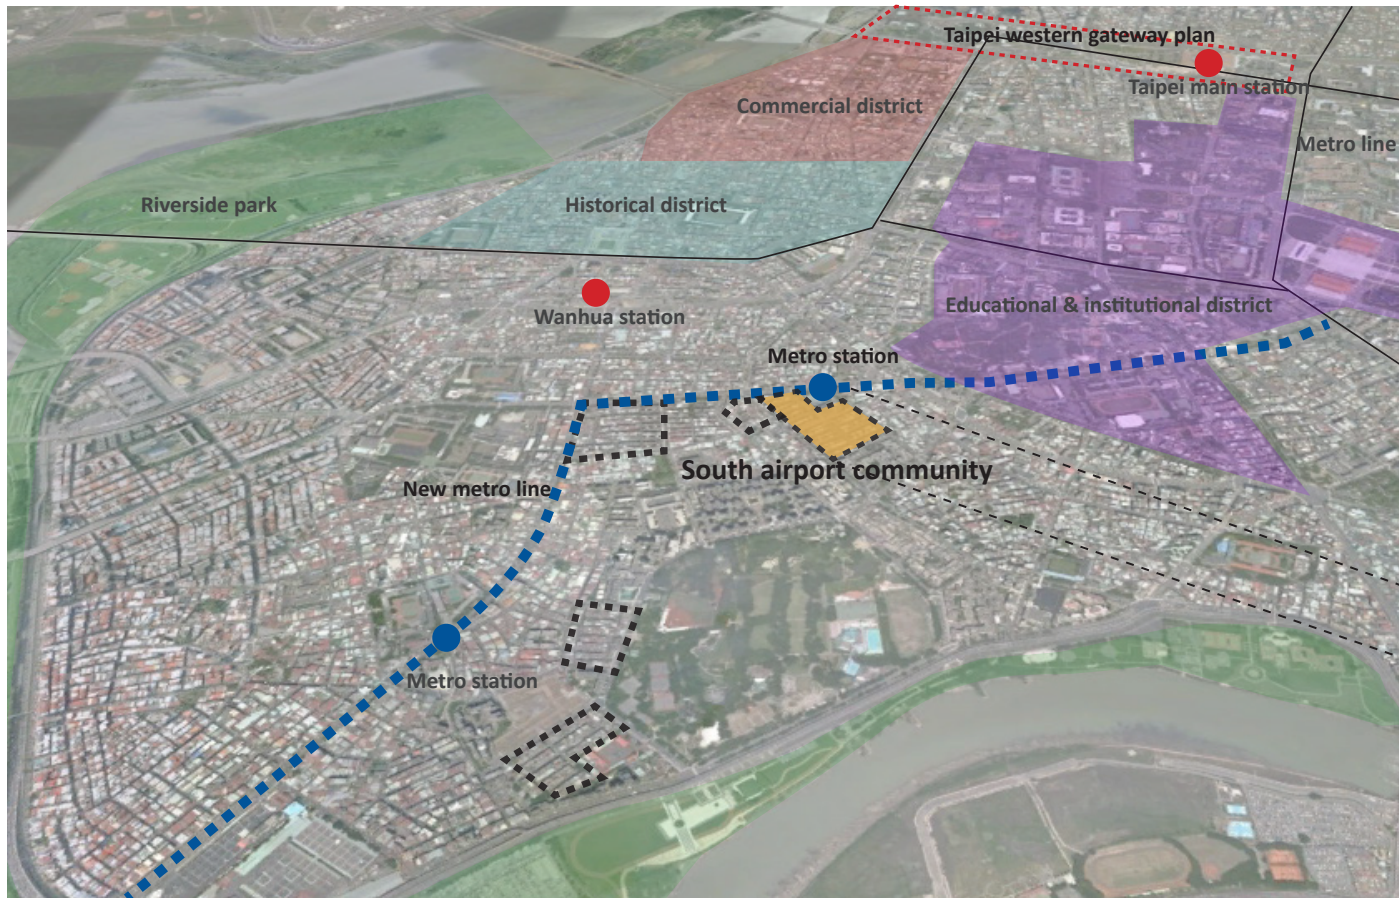 Taipei western gateway plan
Taipei main station
Commercial district
Metro line
Riverside park
Historical district
Educational & institutional district
Wanhua station
Metro station
South airport community
New metro line
Metro station